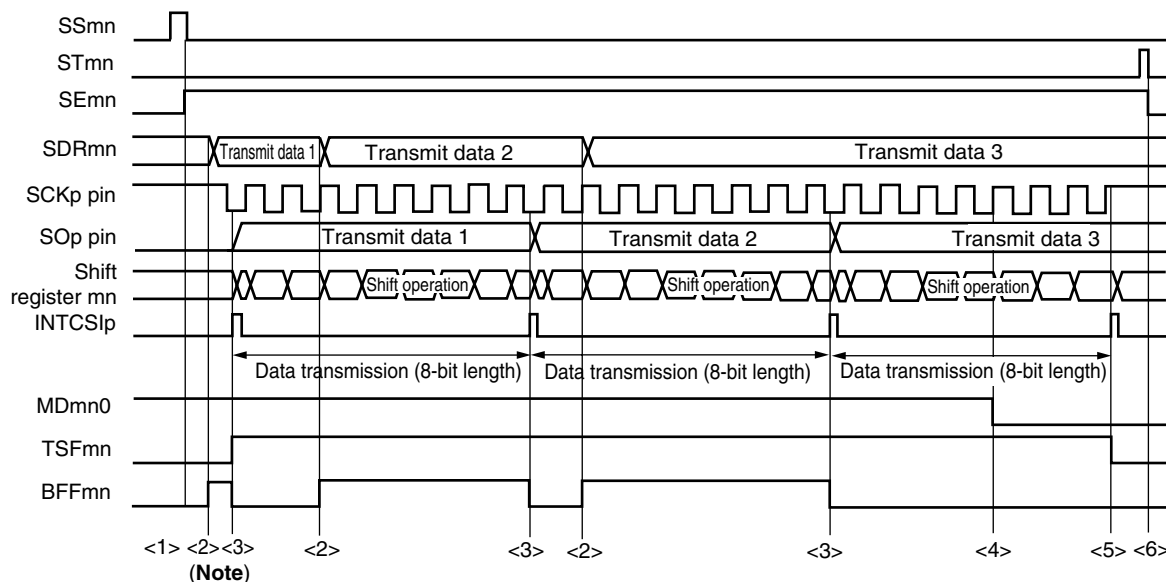 SSmn
STmn
SEmn
SDRmn Transmit data 1 Transmit data 2 Transmit data 3
SCKp pin
SOp pin Transmit data 1 Transmit data 2 Transmit data 3
Shift
register mn Shift operation Shift operation Shift operation
INTCSIp
Data transmission (8-bit length) Data transmission (8-bit length) Data transmission (8-bit length)
MDmn0
TSFmn
BFFmn
<1> <2> <3> <2> <3> <2> <3> <4> <5> <6>
(Note)